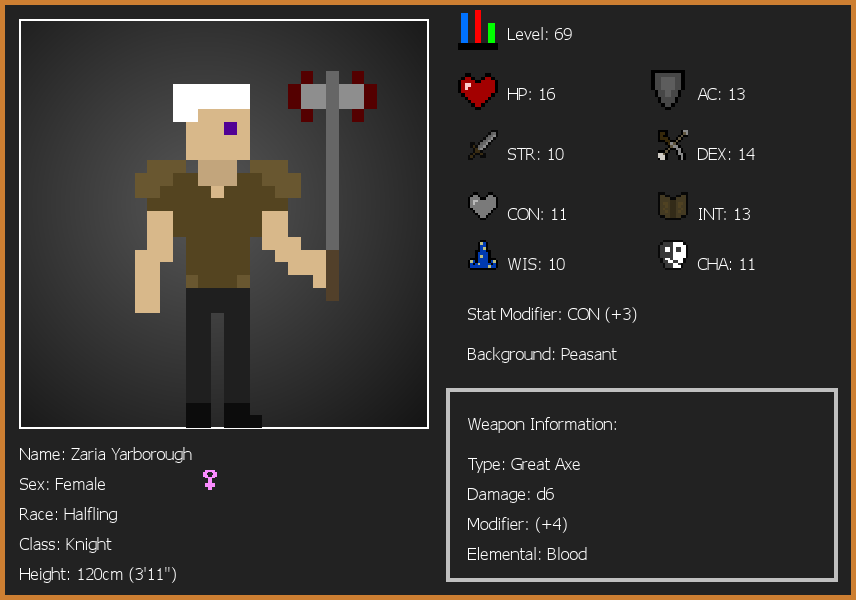 Level: 69
HP: 16
AC: 13
STR: 10
DEX: 14
CON: 11
INT: 13
WIS: 10
CHA: 11
Stat Modifier: CON (+3)
Background: Peasant
Weapon Information:
Type: Great Axe
Damage: d6
Modifier: (+4)
Elemental: Blood
Name: Zaria Yarborough
Sex: Female
Race: Halfling
Class: Knight
Height: 120cm (3'11")